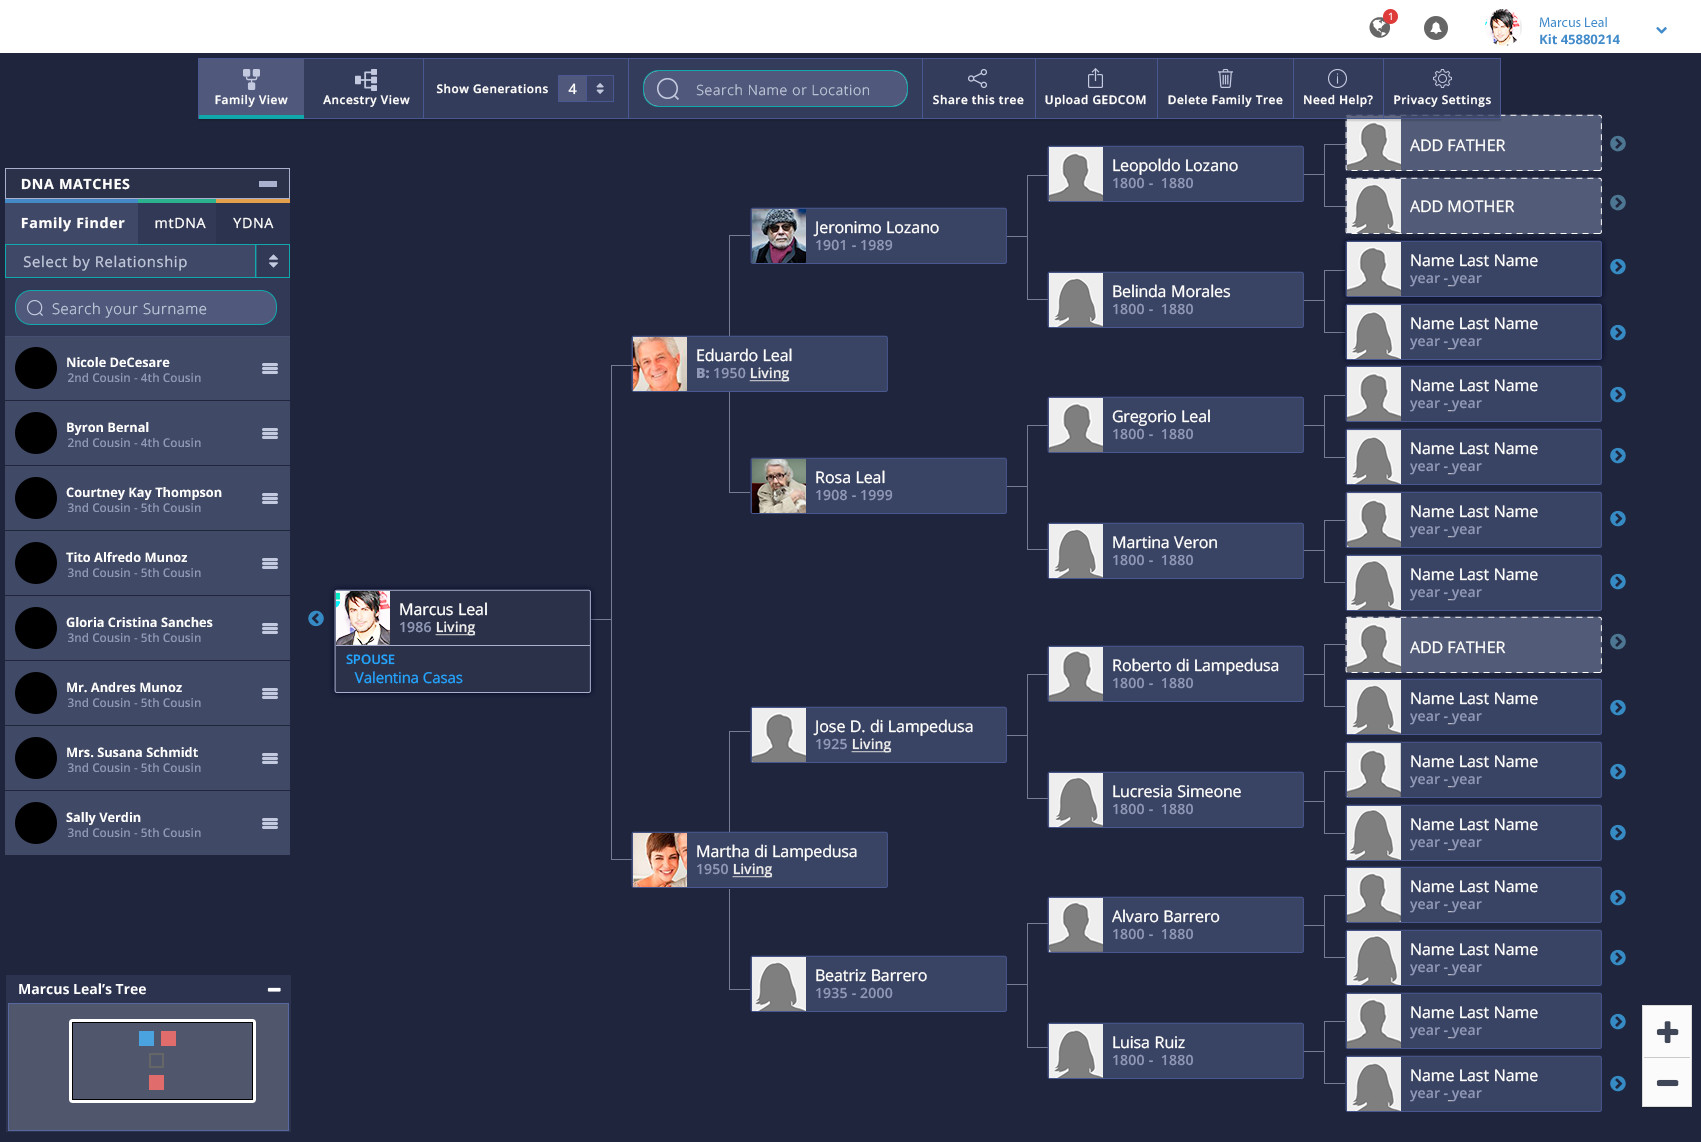 1
Marcus Leal
Kit 45880214
Family View
Ancestry View
Show Generations
4
Search Name or Location
Share this tree
Upload GEDCOM
Delete Family Tree
Need Help?
Privacy Settings
DNA MATCHES
Family Finder
mtDNA
YDNA
Select by Relationship
Search your Surname
Nicole DeCesare
2nd Cousin - 4th Cousin
Byron Bernal
2nd Cousin - 4th Cousin
Courtney Kay Thompson
3nd Cousin - 5th Cousin
Tito Alfredo Munoz
3nd Cousin - 5th Cousin
Gloria Cristina Sanches
3nd Cousin - 5th Cousin
Mr. Andres Munoz
3nd Cousin - 5th Cousin
Mrs. Susana Schmidt
3nd Cousin - 5th Cousin
Sally Verdin
3nd Cousin - 5th Cousin
Marcus Leal's Tree
Marcus Leal
1986 Living
SPOUSE
Valentina Casas
Eduardo Leal
B: 1950 Living
Martha di Lampedusa
1950 Living
Jeronimo Lozano
1901 - 1989
Rosa Leal
1908 - 1999
Jose D. di Lampedusa
1925 Living
Beatriz Barrero
1935 - 2000
Leopoldo Lozano
1800 - 1880
Belinda Morales
1800 - 1880
Gregorio Leal
1800 - 1880
Martina Veron
1800 - 1880
Roberto di Lampedusa
1800 - 1880
Lucresia Simeone
1800 - 1880
Alvaro Barrero
1800 - 1880
Luisa Ruiz
1800 - 1880
ADD FATHER
ADD MOTHER
Name Last Name
year - year
Name Last Name
year - year
Name Last Name
year - year
Name Last Name
year - year
Name Last Name
year - year
Name Last Name
year - year
ADD FATHER
Name Last Name
year - year
Name Last Name
year - year
Name Last Name
year - year
Name Last Name
year - year
Name Last Name
year - year
Name Last Name
year - year
Name Last Name
year - year